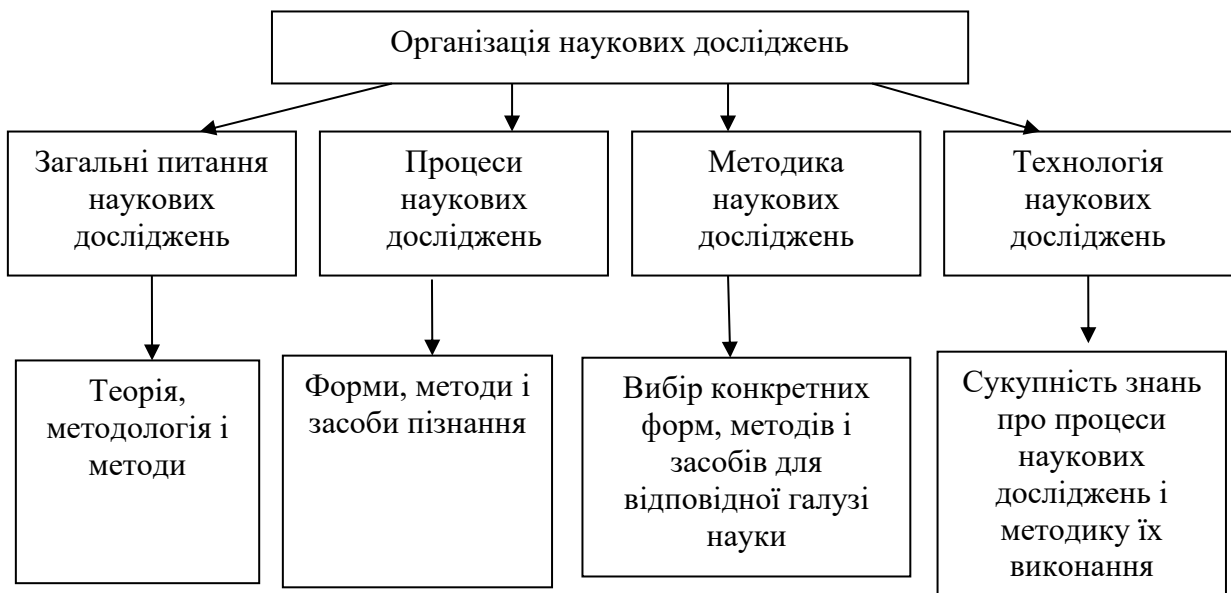 Організація наукових досліджень
Загальні питання
наукових
досліджень
Процеси
наукових
досліджень
Методика
наукових
досліджень
Технологія
наукових
досліджень
Теорія,
методологія і
методи
Форми, методи і
засоби пізнання
Вибір конкретних
форм, методів і
засобів для
відповідної галузі
науки
Сукупність знань
про процеси
наукових
досліджень і
методику їх
виконання